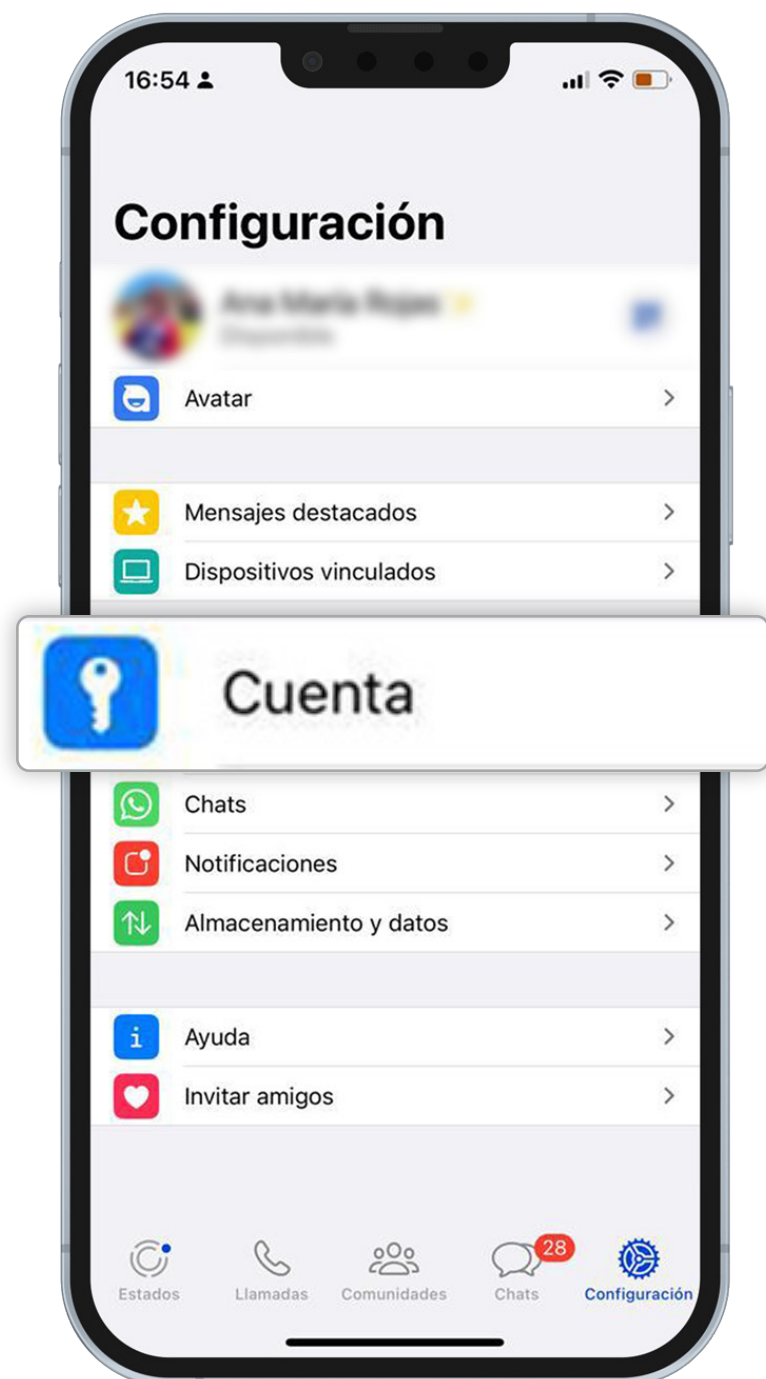 16:54
Configuración
Avatar
Mensajes destacados
Dispositivos vinculados
Cuenta
Chats
Notificaciones
Almacenamiento y datos
Ayuda
Invitar amigos
28
Estados
Llamadas
Comunidades
Chats
Configuración